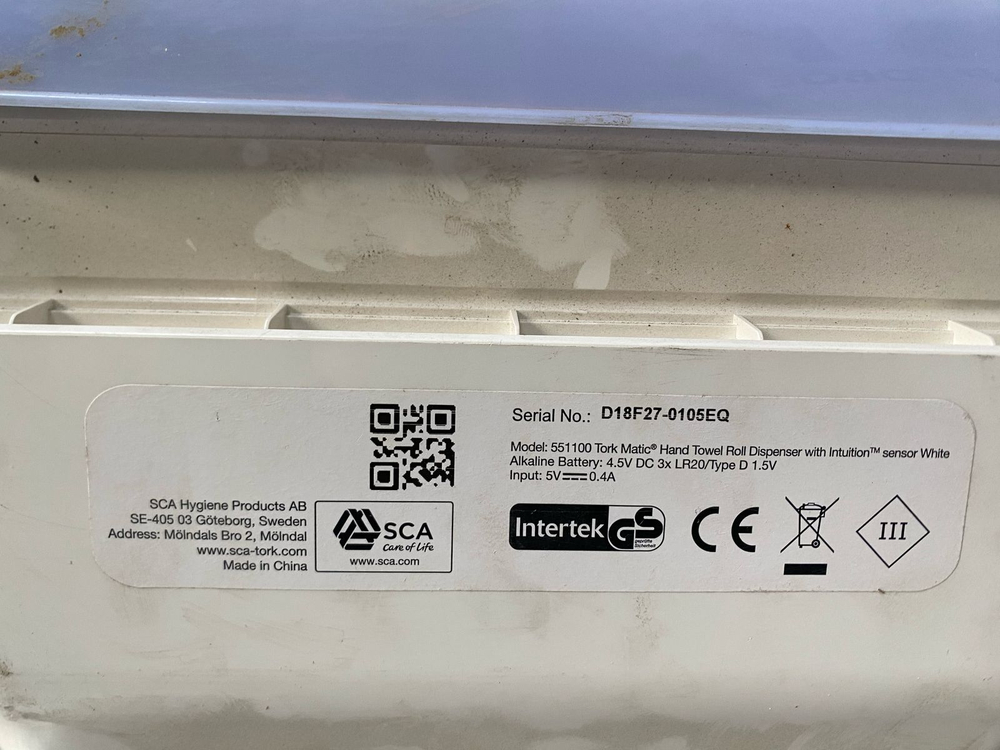 Serial No.: D18F27-0105EQ
Model: 551100 Tork Matic® Hand Towel Roll Dispenser with Intuition™ sensor White
Alkaline Battery: 4.5V DC 3x LR20/Type D 1.5V
Input: 5V⎓0.4A
SCA Hygiene Products AB
SE-405 03 Göteborg, Sweden
Address: Mölndals Bro 2, Mölndal
www.sca-tork.com
Made in China
SCA
Care of Life
www.sca.com
Intertek
GS
geprüfte
Sicherheit
CE
III